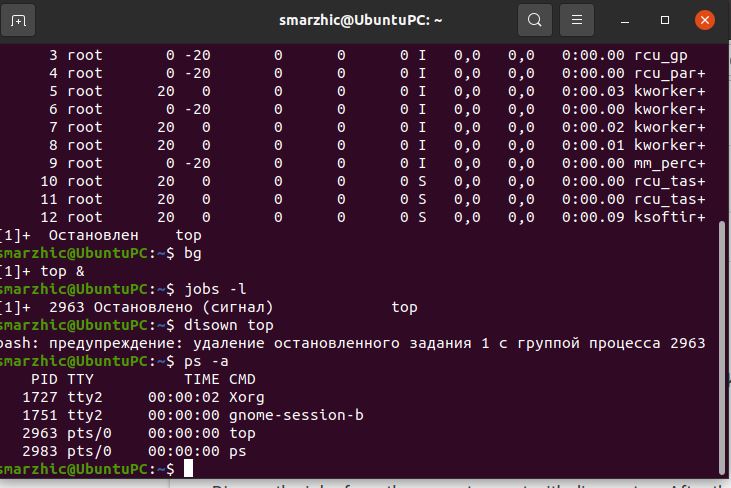 smarzhic@UbuntuPC: ~
3 root 0 -20 0 0 0 I 0,0 0,0 0:00.00 rcu_gp
4 root 0 -20 0 0 0 I 0,0 0,0 0:00.00 rcu_par+
5 root 20 0 0 0 0 I 0,0 0,0 0:00.03 kworker+
6 root 0 -20 0 0 0 I 0,0 0,0 0:00.00 kworker+
7 root 20 0 0 0 0 I 0,0 0,0 0:00.02 kworker+
8 root 20 0 0 0 0 I 0,0 0,0 0:00.01 kworker+
9 root 0 -20 0 0 0 I 0,0 0,0 0:00.00 mm_perc+
10 root 20 0 0 0 0 S 0,0 0,0 0:00.00 rcu_tas+
11 root 20 0 0 0 0 S 0,0 0,0 0:00.00 rcu_tas+
12 root 20 0 0 0 0 S 0,0 0,0 0:00.09 ksoftir+
[1]+ Остановлен top
smarzhic@UbuntuPC:~$ bg
[1]+ top &
smarzhic@UbuntuPC:~$ jobs -l
[1]+ 2963 Остановлено (сигнал) top
smarzhic@UbuntuPC:~$ disown top
bash: предупреждение: удаление остановленного задания 1 с группой процесса 2963
smarzhic@UbuntuPC:~$ ps -a
PID TTY TIME CMD
1727 tty2 00:00:02 Xorg
1751 tty2 00:00:00 gnome-session-b
2963 pts/0 00:00:00 top
2983 pts/0 00:00:00 ps
smarzhic@UbuntuPC:~$